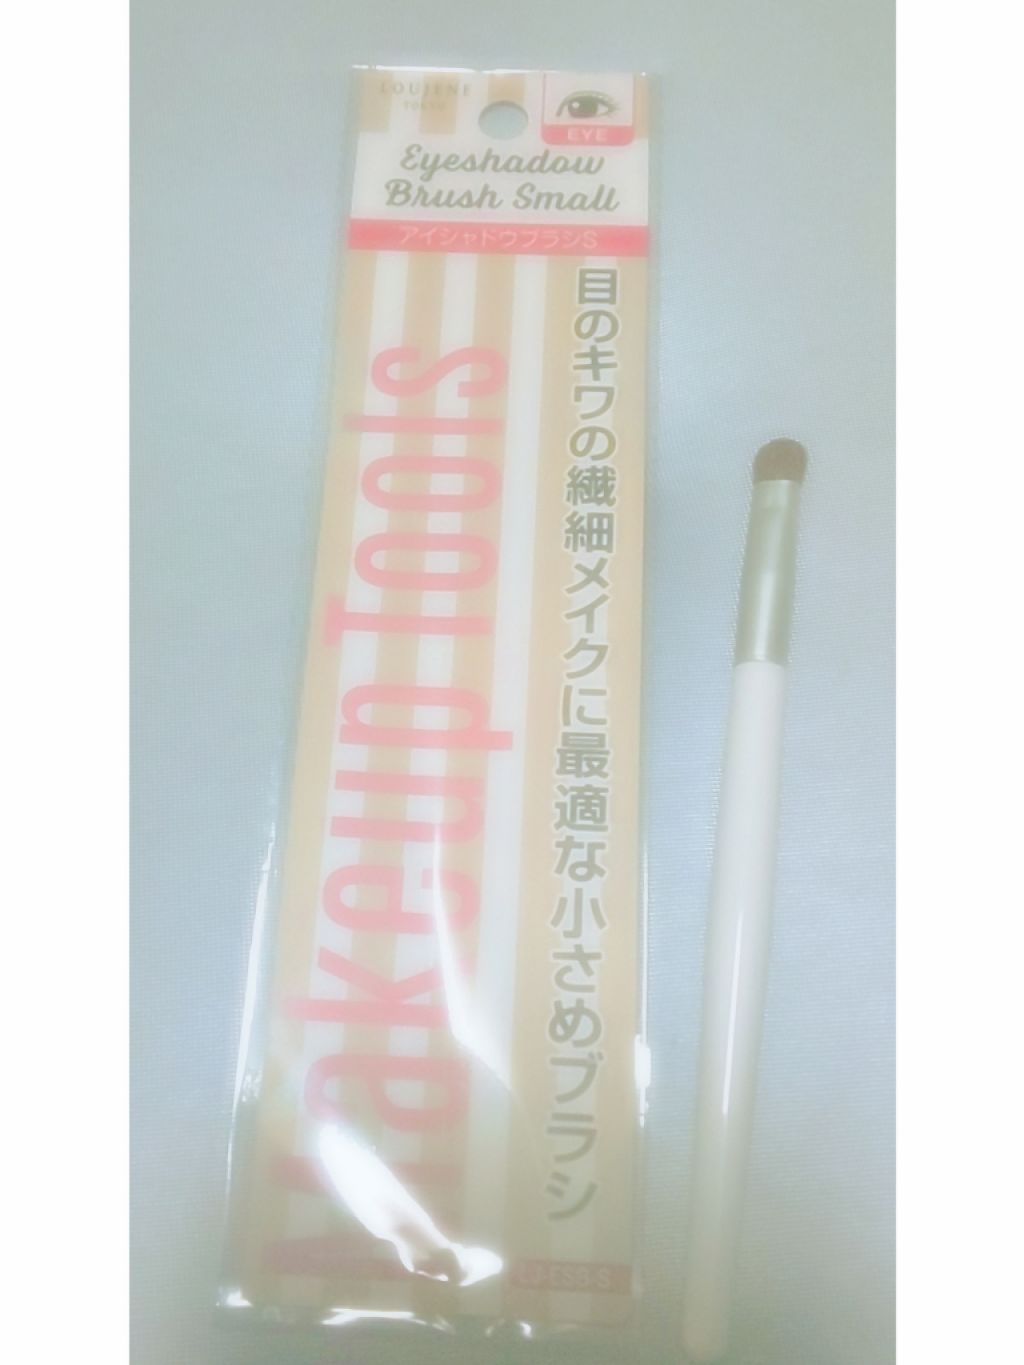 LOUJENE
TOKYO
EYE
Eyeshadow
Brush Small
アイシャドウブラシS
目のキワの繊細メイクに最適な小さめブラシ
Makeup Tools
LJ-ESB-S